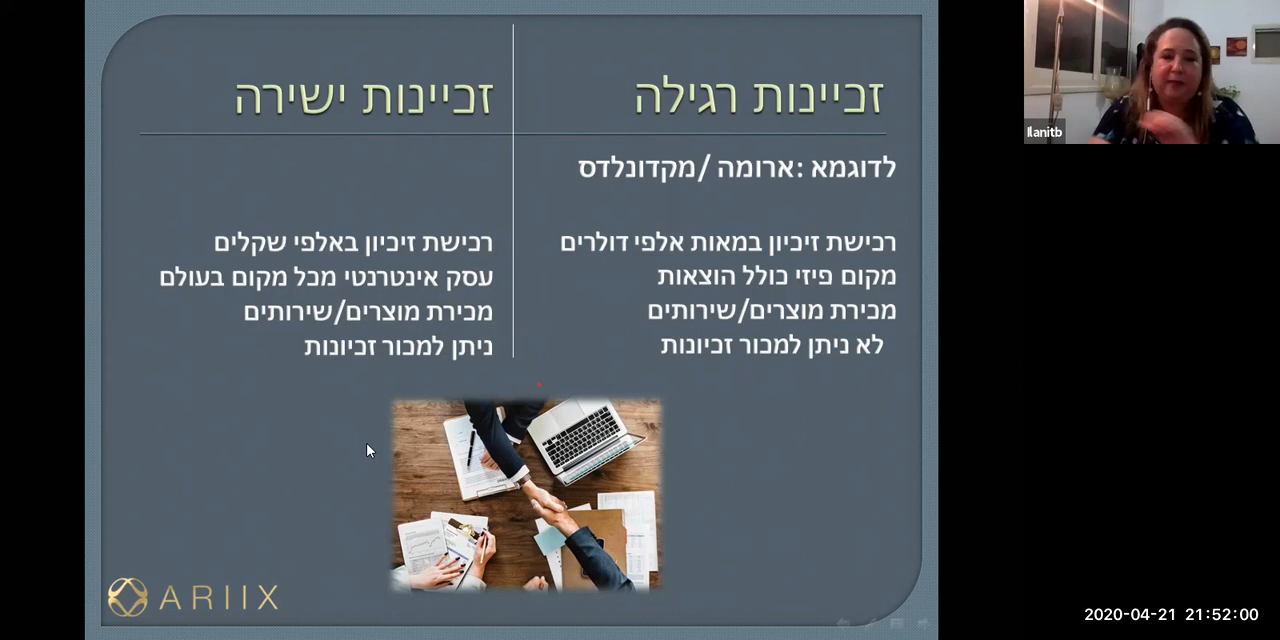 זכיינות רגילה
זכיינות ישירה
לדוגמא :ארומה /מקדונלדס
רכישת זיכיון במאות אלפי דולרים
מקום פיזי כולל הוצאות
מכירת מוצרים/שירותים
לא ניתן למכור זכיונות
רכישת זיכיון באלפי שקלים
עסק אינטרנטי מכל מקום בעולם
מכירת מוצרים/שירותים
ניתן למכור זכיונות
ARIIX
Ilanitb
2020-04-21 21:52:00